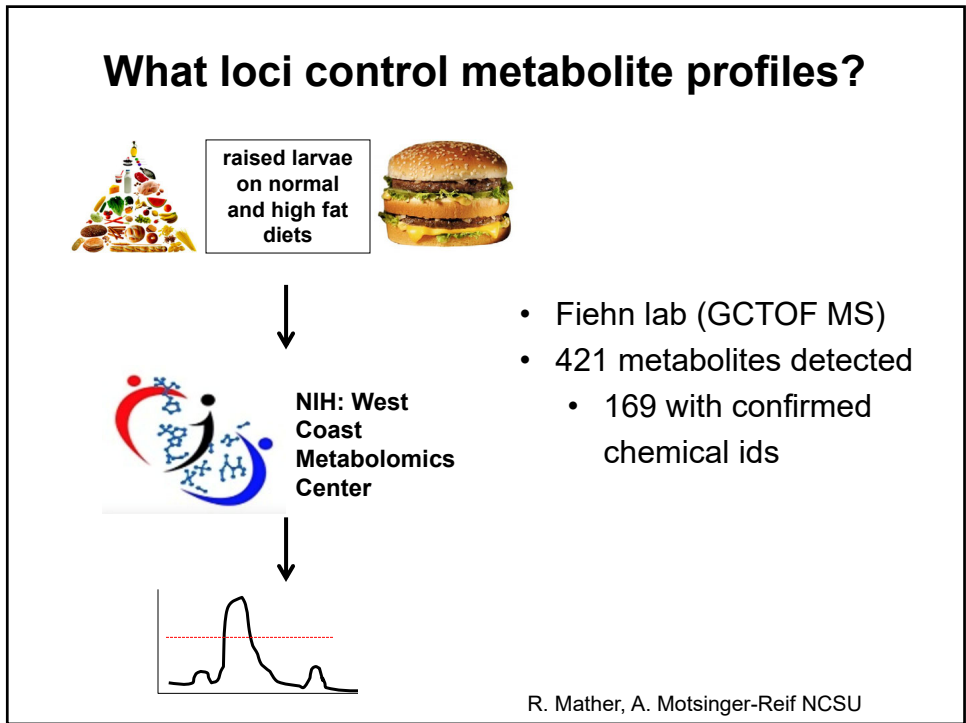 What loci control metabolite profiles?
raised larvae
on normal
and high fat
diets
• Fiehn lab (GCTOF MS)
• 421 metabolites detected
• 169 with confirmed
chemical ids
NIH: West
Coast
Metabolomics
Center
R. Mather, A. Motsinger-Reif NCSU